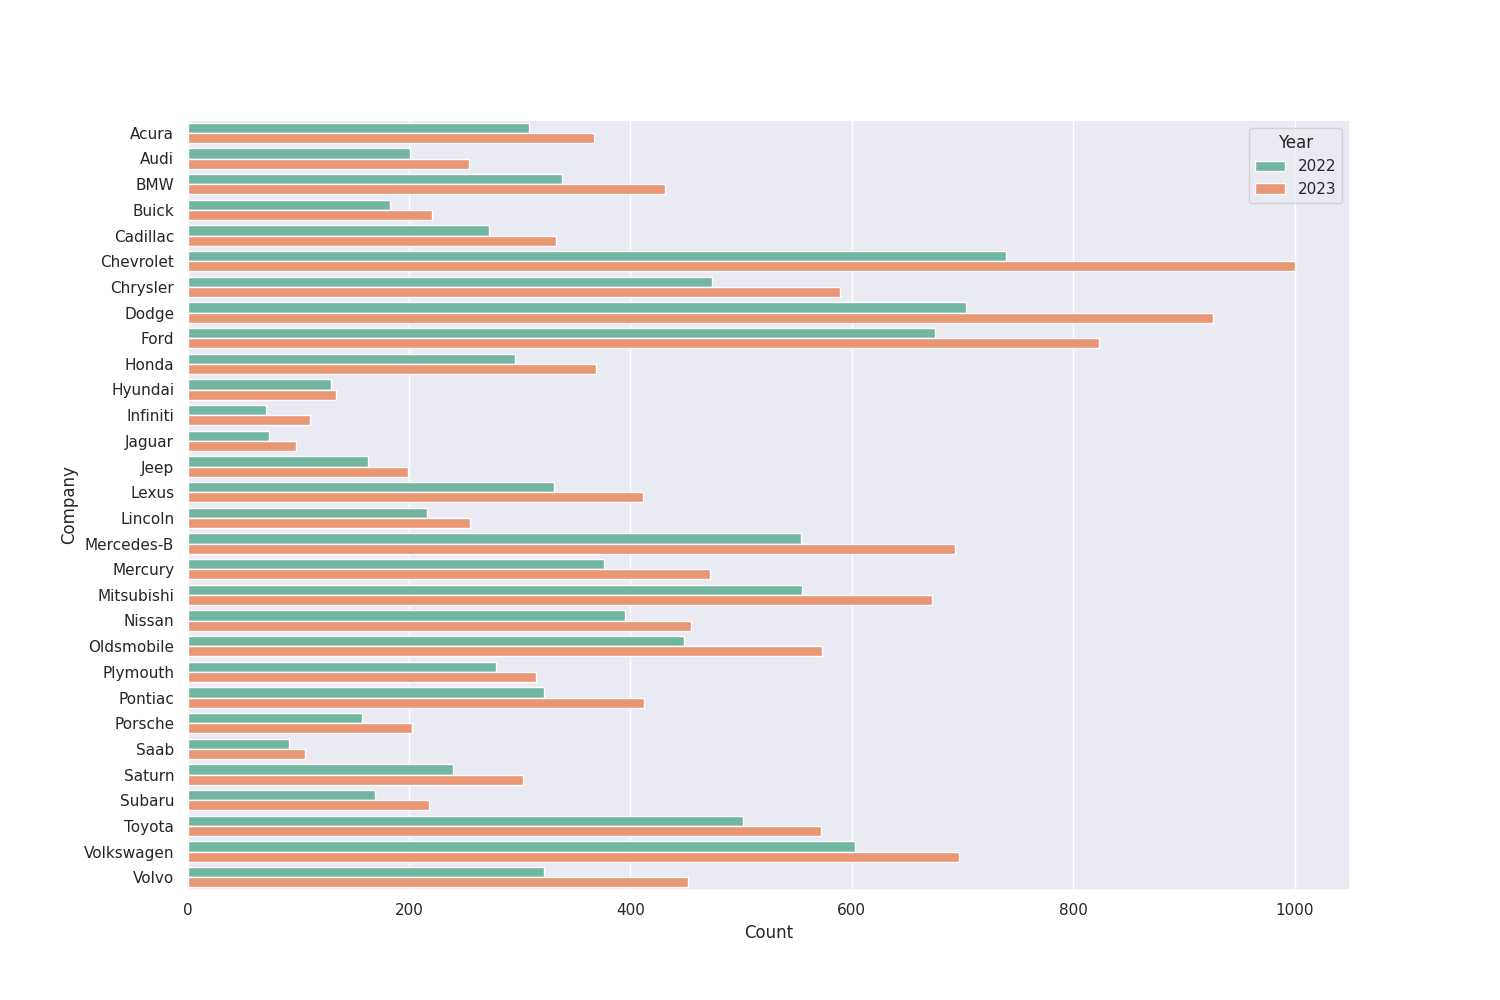 Year
2022
2023
Company
Acura
Audi
BMW
Buick
Cadillac
Chevrolet
Chrysler
Dodge
Ford
Honda
Hyundai
Infiniti
Jaguar
Jeep
Lexus
Lincoln
Mercedes-B
Mercury
Mitsubishi
Nissan
Oldsmobile
Plymouth
Pontiac
Porsche
Saab
Saturn
Subaru
Toyota
Volkswagen
Volvo
0 200 400 600 800 1000
Count